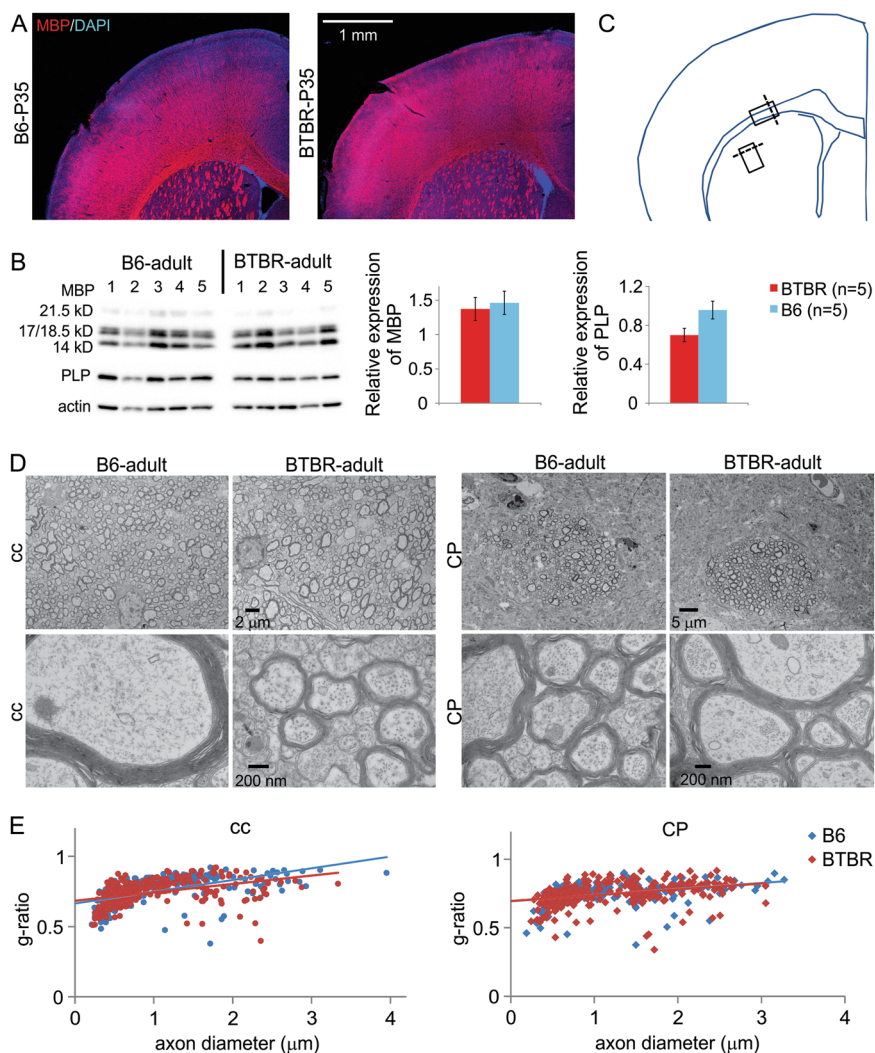 A
MBP/DAPI
B6-P35
BTBR-P35
1 mm
C
B
B6-adult
BTBR-adult
MBP
1 2 3 4 5
1 2 3 4 5
21.5 kD
17/18.5 kD
14 kD
PLP
actin
Relative expression
of MBP
1.5
1
0.5
0
Relative expression
of PLP
1.2
0.8
0.4
0
BTBR (n=5)
B6 (n=5)
D
B6-adult
BTBR-adult
B6-adult
BTBR-adult
cc
2 μm
CP
5 μm
cc
200 nm
CP
200 nm
E
cc
g-ratio
1
0.5
0
0 1 2 3 4
axon diameter (μm)
CP
g-ratio
1
0.5
0
0 1 2 3 4
axon diameter (μm)
B6
BTBR